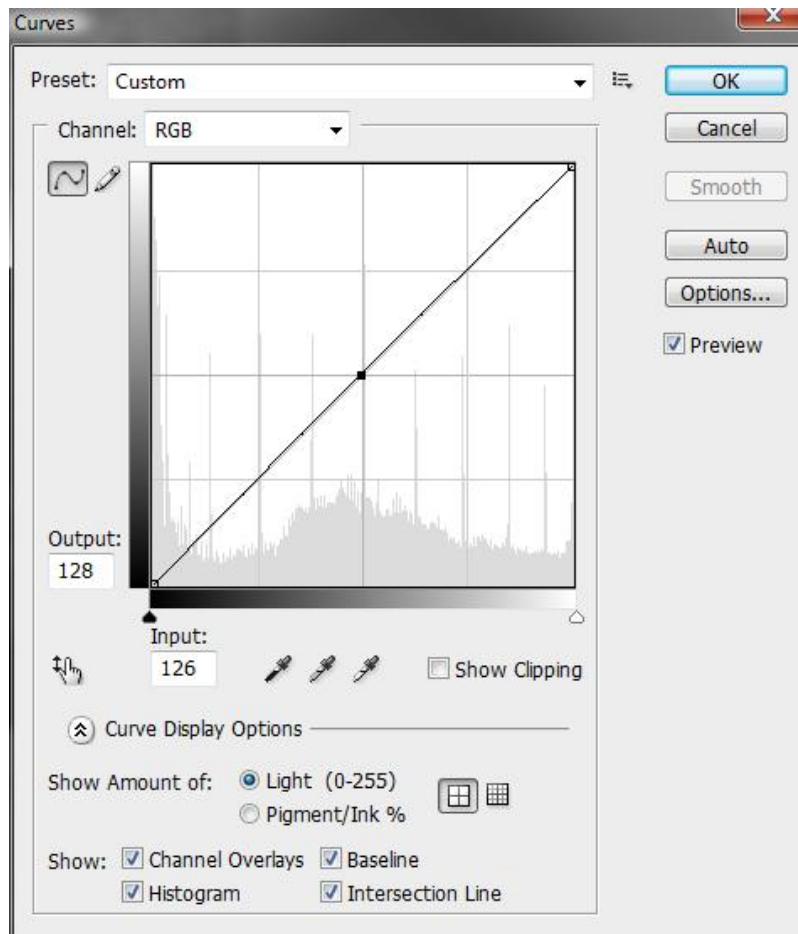 Curves
Preset: Custom
OK
Channel: RGB
Cancel
Smooth
Auto
Options...
Preview
Output:
128
Input:
126
Show Clipping
Curve Display Options
Show Amount of: Light (0-255)
Pigment/Ink %
Show: Channel Overlays Baseline
Histogram Intersection Line